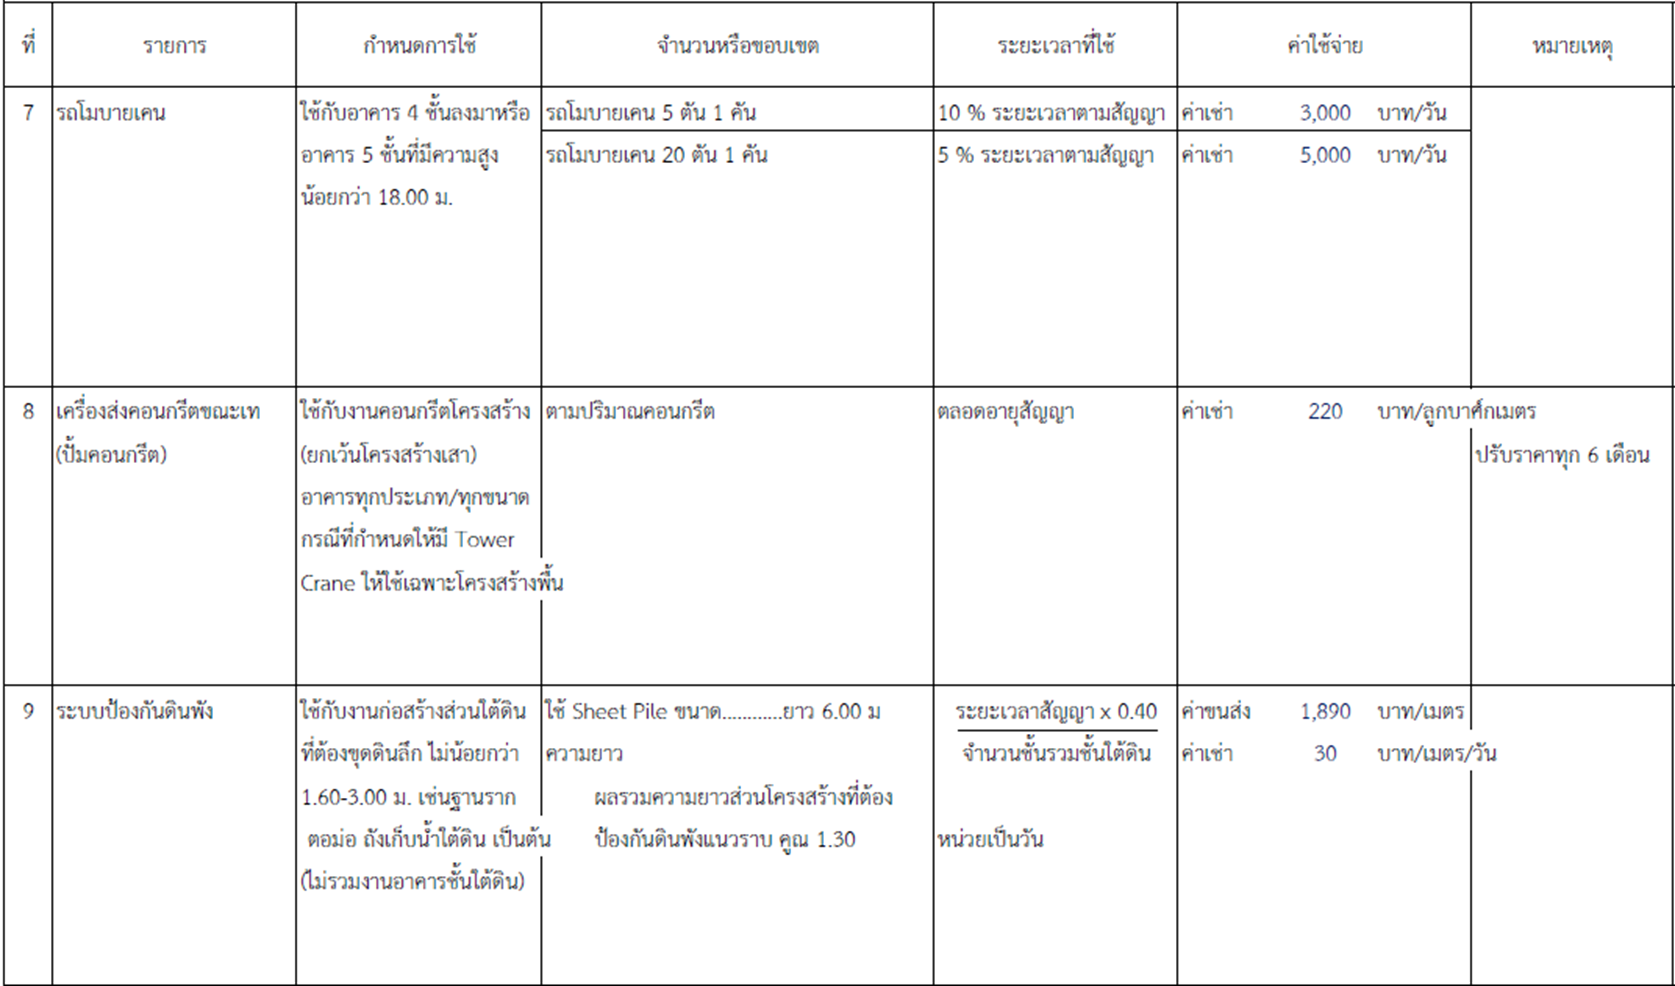 ที่ รายการ กำหนดการใช้ จำนวนหรือขอบเขต ระยะเวลาที่ใช้ ค่าใช้จ่าย หมายเหตุ
7 รถโมบายเคน ใช้กับอาคาร 4 ชั้นลงมาหรือ รถโมบายเคน 5 ตัน 1 คัน 10 % ระยะเวลาตามสัญญา ค่าเช่า 3,000 บาท/วัน
อาคาร 5 ชั้นที่มีความสูง รถโมบายเคน 20 ตัน 1 คัน 5 % ระยะเวลาตามสัญญา ค่าเช่า 5,000 บาท/วัน
น้อยกว่า 18.00 ม.
8 เครื่องส่งคอนกรีตขณะเท ใช้กับงานคอนกรีตโครงสร้าง ตามปริมาณคอนกรีต ตลอดอายุสัญญา ค่าเช่า 220 บาท/ลูกบาศ์กเมตร
(ปั้มคอนกรีต) (ยกเว้นโครงสร้างเสา) ปรับราคาทุก 6 เดือน
อาคารทุกประเภท/ทุกขนาด
กรณีที่กำหนดให้มี Tower
Crane ให้ใช้เฉพาะโครงสร้างพื้น
9 ระบบป้องกันดินพัง ใช้กับงานก่อสร้างส่วนใต้ดิน ใช้ Sheet Pile ขนาด............ยาว 6.00 ม ระยะเวลาสัญญา x 0.40 ค่าขนส่ง 1,890 บาท/เมตร
ที่ต้องขุดดินลึก ไม่น้อยกว่า ความยาว จำนวนชั้นรวมชั้นใต้ดิน ค่าเช่า 30 บาท/เมตร/วัน
1.60-3.00 ม. เช่นฐานราก ผลรวมความยาวส่วนโครงสร้างที่ต้อง
ตอม่อ ถังเก็บน้ำใต้ดิน เป็นต้น ป้องกันดินพังแนวราบ คูณ 1.30 หน่วยเป็นวัน
(ไม่รวมงานอาคารชั้นใต้ดิน)